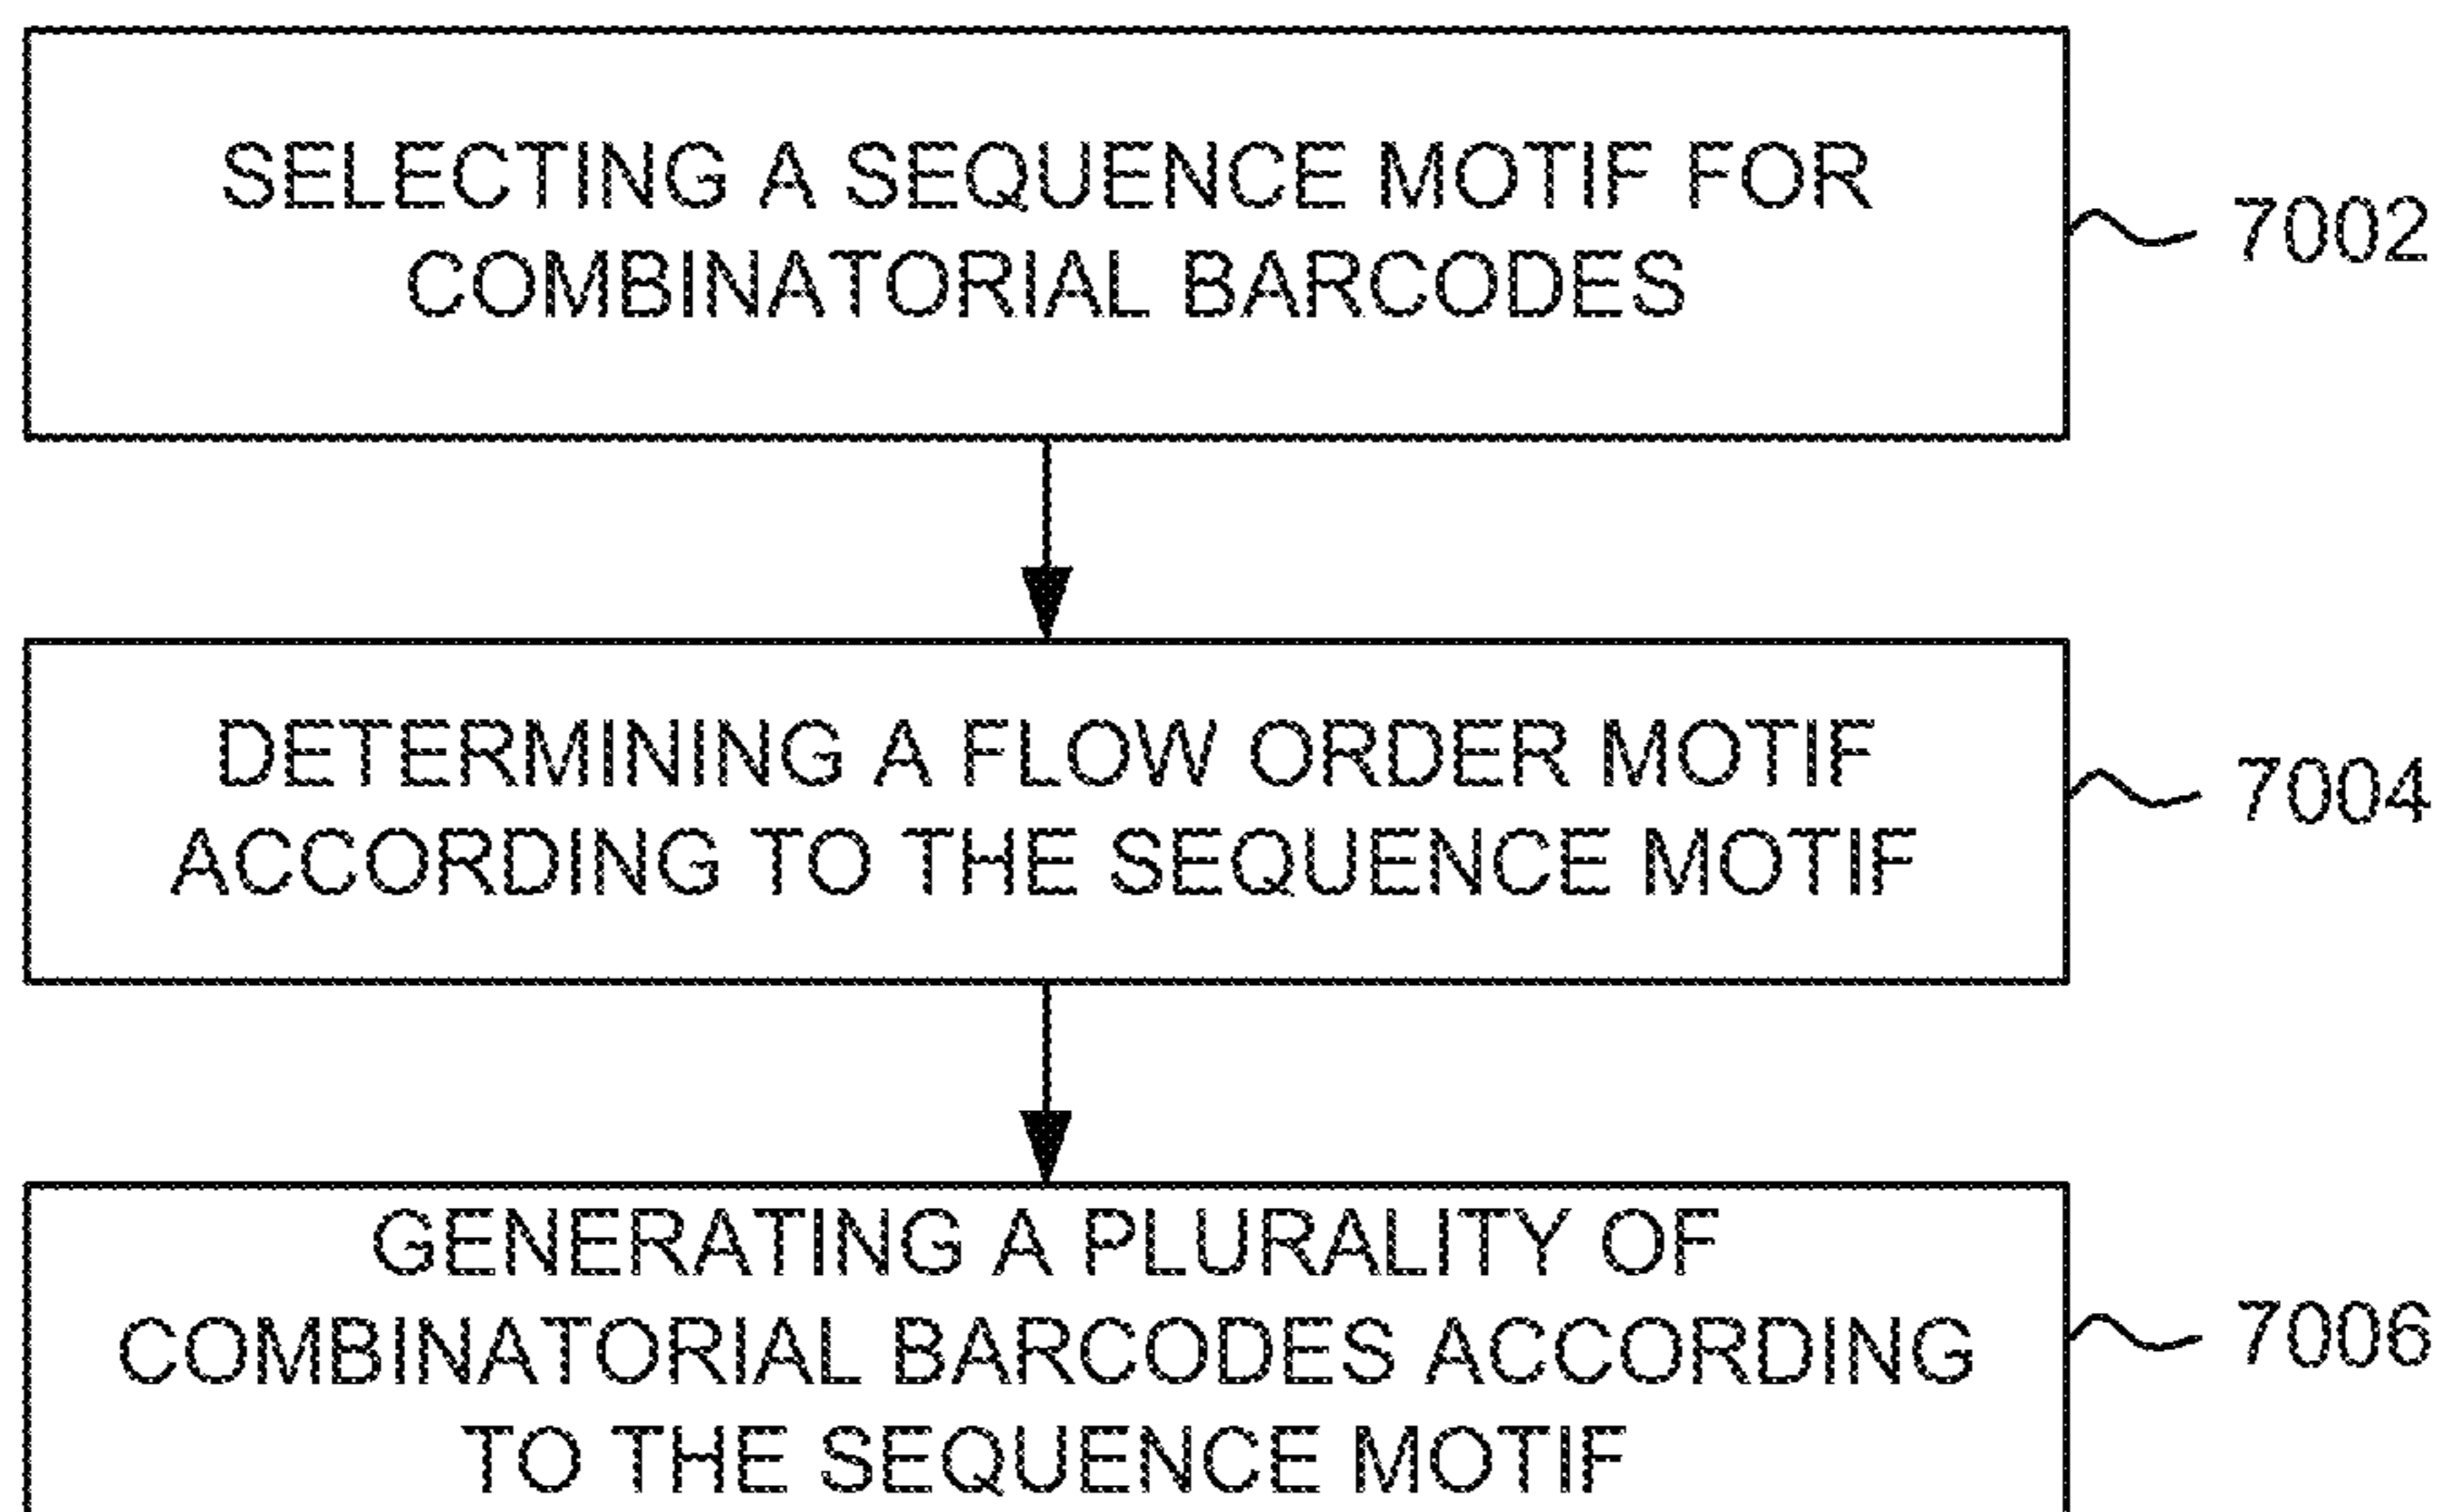 SELECTING A SEQUENCE MOTIF FOR
COMBINATORIAL BARCODES
7002
DETERMINING A FLOW ORDER MOTIF
ACCORDING TO THE SEQUENCE MOTIF
7004
GENERATING A PLURALITY OF
COMBINATORIAL BARCODES ACCORDING
TO THE SEQUENCE MOTIF
7006